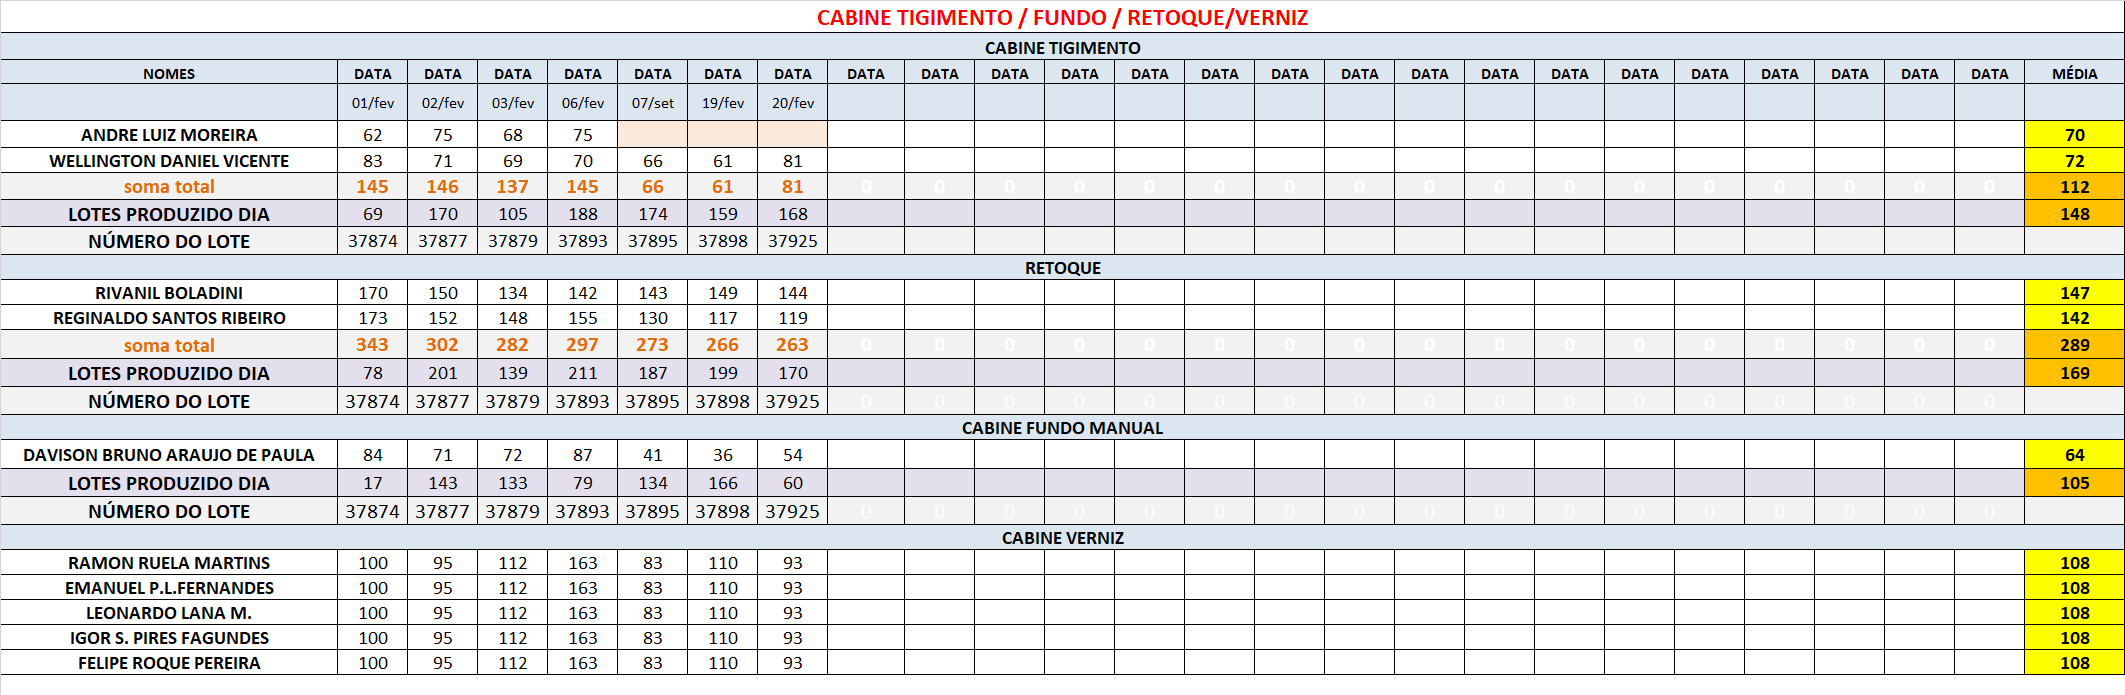 CABINE TIGIMENTO / FUNDO / RETOQUE/VERNIZ
CABINE TIGIMENTO
NOMES DATA DATA DATA DATA DATA DATA DATA DATA DATA DATA DATA DATA DATA DATA DATA DATA DATA DATA DATA DATA DATA DATA DATA DATA MÉDIA
01/fev 02/fev 03/fev 06/fev 07/set 19/fev 20/fev
ANDRE LUIZ MOREIRA 62 75 68 75 70
WELLINGTON DANIEL VICENTE 83 71 69 70 66 61 81 72
soma total 145 146 137 145 66 61 81 0 0 0 0 0 0 0 0 0 0 0 0 0 0 0 0 0 112
LOTES PRODUZIDO DIA 69 170 105 188 174 159 168 148
NÚMERO DO LOTE 37874 37877 37879 37893 37895 37898 37925
RETOQUE
RIVANIL BOLADINI 170 150 134 142 143 149 144 147
REGINALDO SANTOS RIBEIRO 173 152 148 155 130 117 119 142
soma total 343 302 282 297 273 266 263 0 0 0 0 0 0 0 0 0 0 0 0 0 0 0 0 0 289
LOTES PRODUZIDO DIA 78 201 139 211 187 199 170 169
NÚMERO DO LOTE 37874 37877 37879 37893 37895 37898 37925 0 0 0 0 0 0 0 0 0 0 0 0 0 0 0 0 0
CABINE FUNDO MANUAL
DAVISON BRUNO ARAUJO DE PAULA 84 71 72 87 41 36 54 64
LOTES PRODUZIDO DIA 17 143 133 79 134 166 60 105
NÚMERO DO LOTE 37874 37877 37879 37893 37895 37898 37925 0 0 0 0 0 0 0 0 0 0 0 0 0 0 0 0 0
CABINE VERNIZ
RAMON RUELA MARTINS 100 95 112 163 83 110 93 108
EMANUEL P.L.FERNANDES 100 95 112 163 83 110 93 108
LEONARDO LANA M. 100 95 112 163 83 110 93 108
IGOR S. PIRES FAGUNDES 100 95 112 163 83 110 93 108
FELIPE ROQUE PEREIRA 100 95 112 163 83 110 93 108